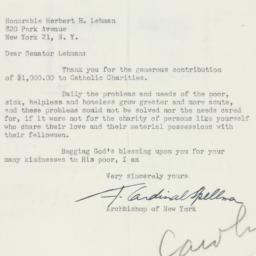 Honorable Herbert H. Lehman
820 Park Avenue
New York 21, N. Y.
Dear Senator Lehman:
Thank you for the generous contribution
of $1,000.00 to Catholic Charities.
Daily the problems and needs of the poor,
sick, helpless and homeless grow greater and more acute,
and these problems could not be solved nor the needs cared
for, if it were not for the charity of persons like yourself
who share their love and their material possessions with
their fellowmen.
Begging God's blessing upon you for your
many kindnesses to His poor, I am
Very sincerely yours
F. Cardinal Spellman
Archbishop of New York